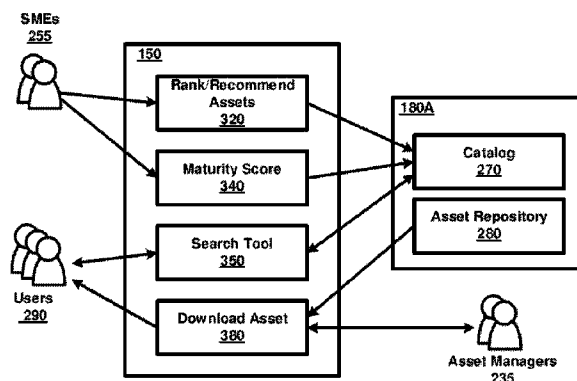 SMEs
255
150
Rank/Recommend
Assets
320
Maturity Score
340
Search Tool
350
Download Asset
380
Users
290
180A
Catalog
270
Asset Repository
280
Asset Managers
235